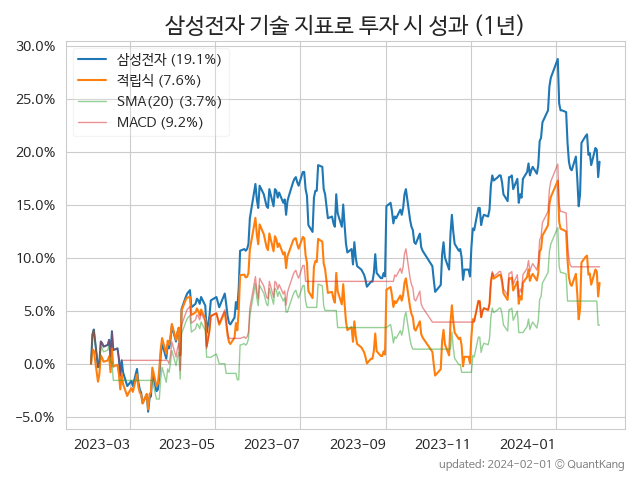 삼성전자 기술 지표로 투자 시 성과 (1년)
30.0%
25.0%
20.0%
15.0%
10.0%
5.0%
0.0%
−5.0%
삼성전자 (19.1%)
적립식 (7.6%)
SMA(20) (3.7%)
MACD (9.2%)
2023-03 2023-05 2023-07 2023-09 2023-11 2024-01
updated: 2024-02-01 © QuantKang